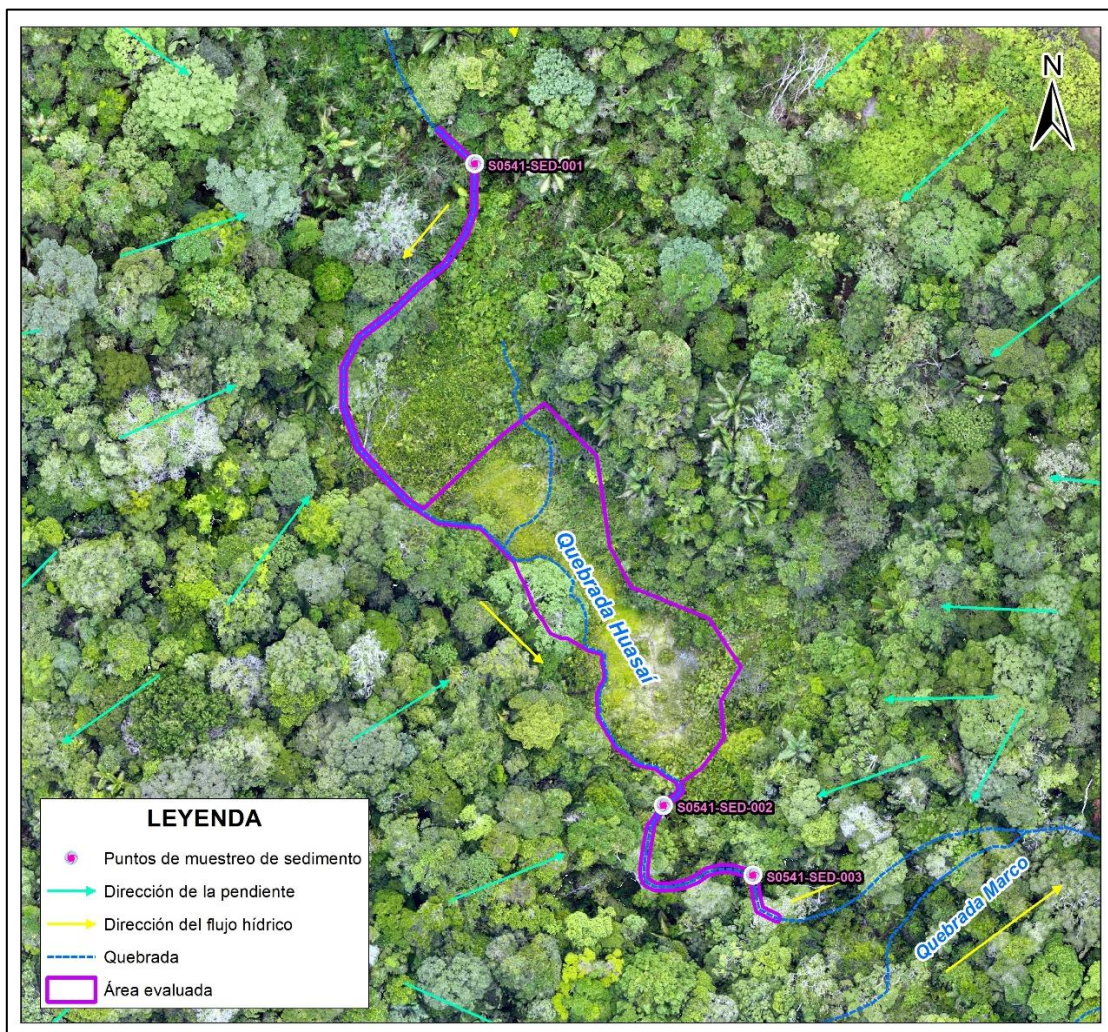 N
S0541-SED-001
Quebrada Huasaí
S0541-SED-002
S0541-SED-003
Quebrada Marco
LEYENDA
Puntos de muestreo de sedimento
Dirección de la pendiente
Dirección del flujo hídrico
Quebrada
Área evaluada